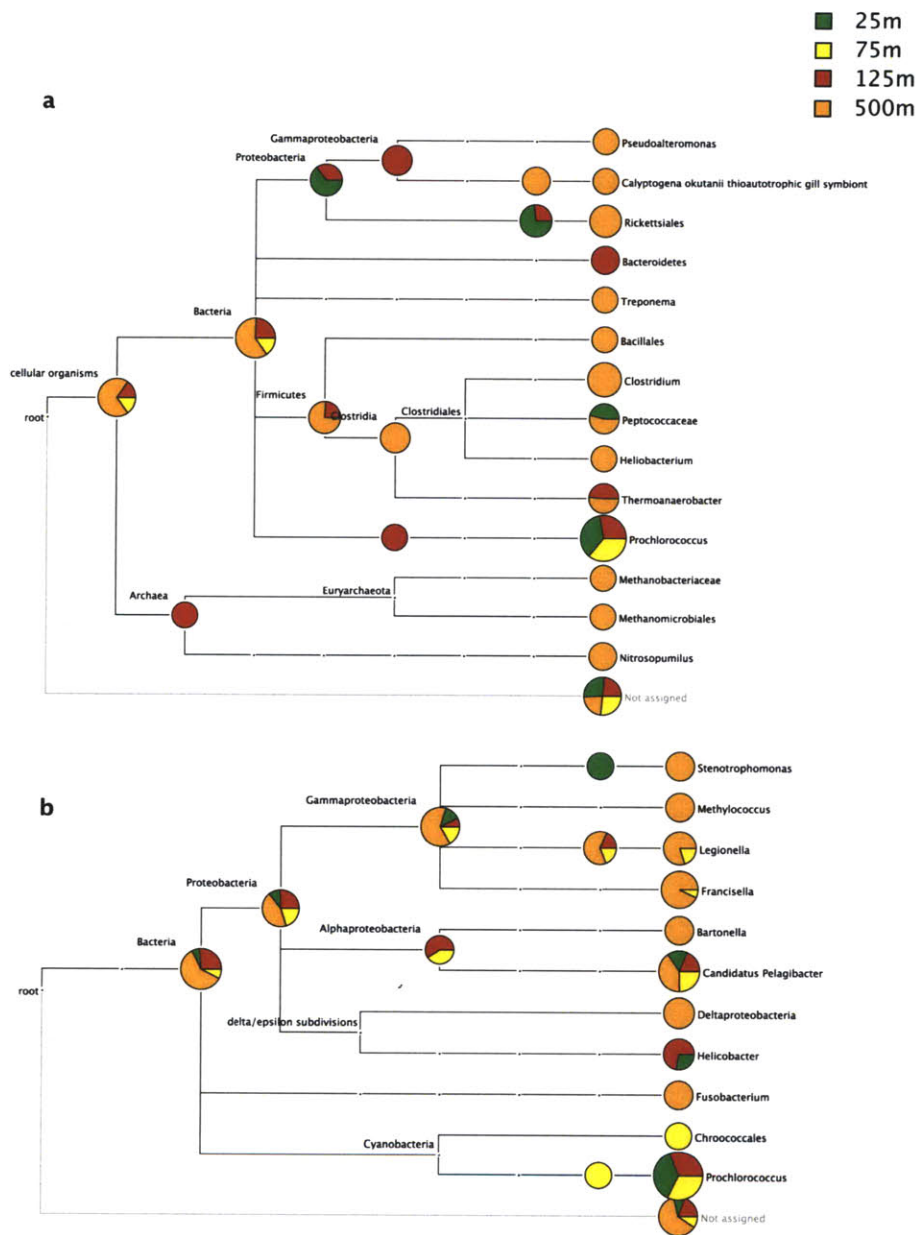 25m
75m
125m
500m
a
Gammaproteobacteria
Pseudoalteromonas
Proteobacteria
Calyptogena okutanii thioautotrophic gill symbiont
Rickettsiales
Bacteroidetes
Treponema
Bacteria
Bacillales
cellular organisms
Clostridium
Firmicutes
Clostridia
Clostridiales
root
Peptococcaceae
Heliobacterium
Thermoanaerobacter
Prochlorococcus
Methanobacteriaceae
Archaea
Euryarchaeota
Methanomicrobiales
Nitrosopumilus
Not assigned
b
Stenotrophomonas
Gammaproteobacteria
Methylococcus
Legionella
Proteobacteria
Francisella
Alphaproteobacteria
Bartonella
Bacteria
Candidatus Pelagibacter
root
Deltaproteobacteria
delta/epsilon subdivisions
Helicobacter
Fusobacterium
Chroococcales
Cyanobacteria
Prochlorococcus
Not assigned